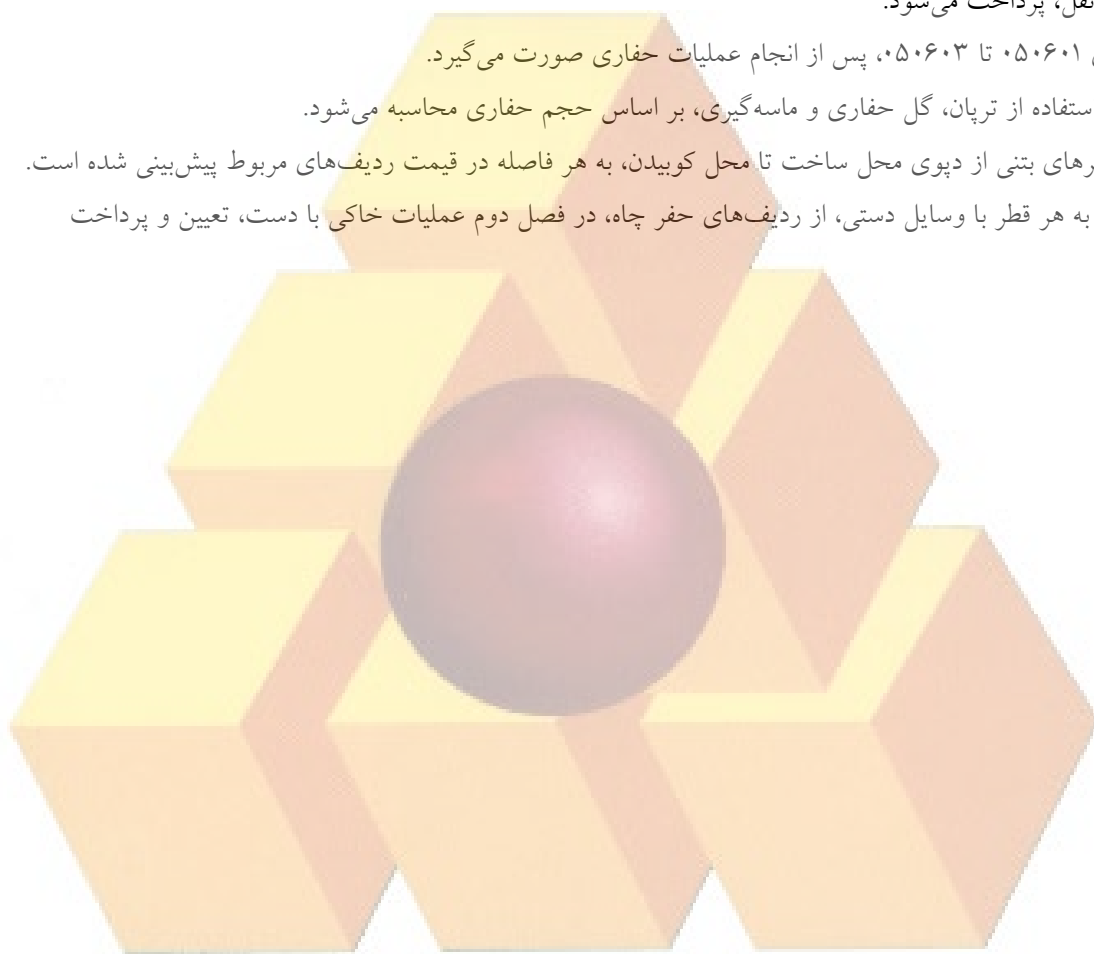 نقل، پرداخت می‌شود.
۰۵۰۶۰۱ تا ۰۵۰۶۰۳، پس از انجام عملیات حفاری صورت می‌گیرد.
ستفاده از ترپان، گل حفاری و ماسه‌گیری، بر اساس حجم حفاری محاسبه می‌شود.
رهای بتنی از دپوی محل ساخت تا محل کوبیدن، به هر فاصله در قیمت ردیف‌های مربوط پیش‌بینی شده است.
به هر قطر با وسایل دستی، از ردیف‌های حفر چاه، در فصل دوم عملیات خاکی با دست، تعیین و پرداخت